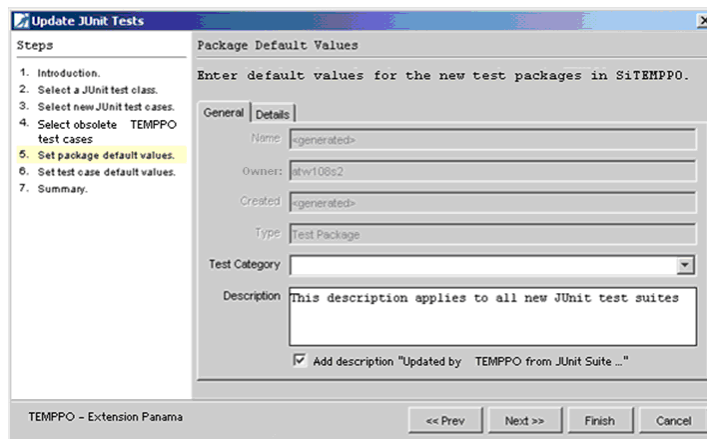 Update JUnit Tests
Steps
1. Introduction.
2. Select a JUnit test class.
3. Select new JUnit test cases.
4. Select obsolete TEMPPO
test cases
5. Set package default values.
6. Set test case default values.
7. Summary.
Package Default Values
Enter default values for the new test packages in SiTEMPPO.
General Details
Name <generated>
Owner: atw108s2
Created <generated>
Type Test Package
Test Category
Description This description applies to all new JUnit test suites
Add description "Updated by TEMPPO from JUnit Suite ..."
TEMPPO - Extension Panama
<< Prev Next >> Finish Cancel